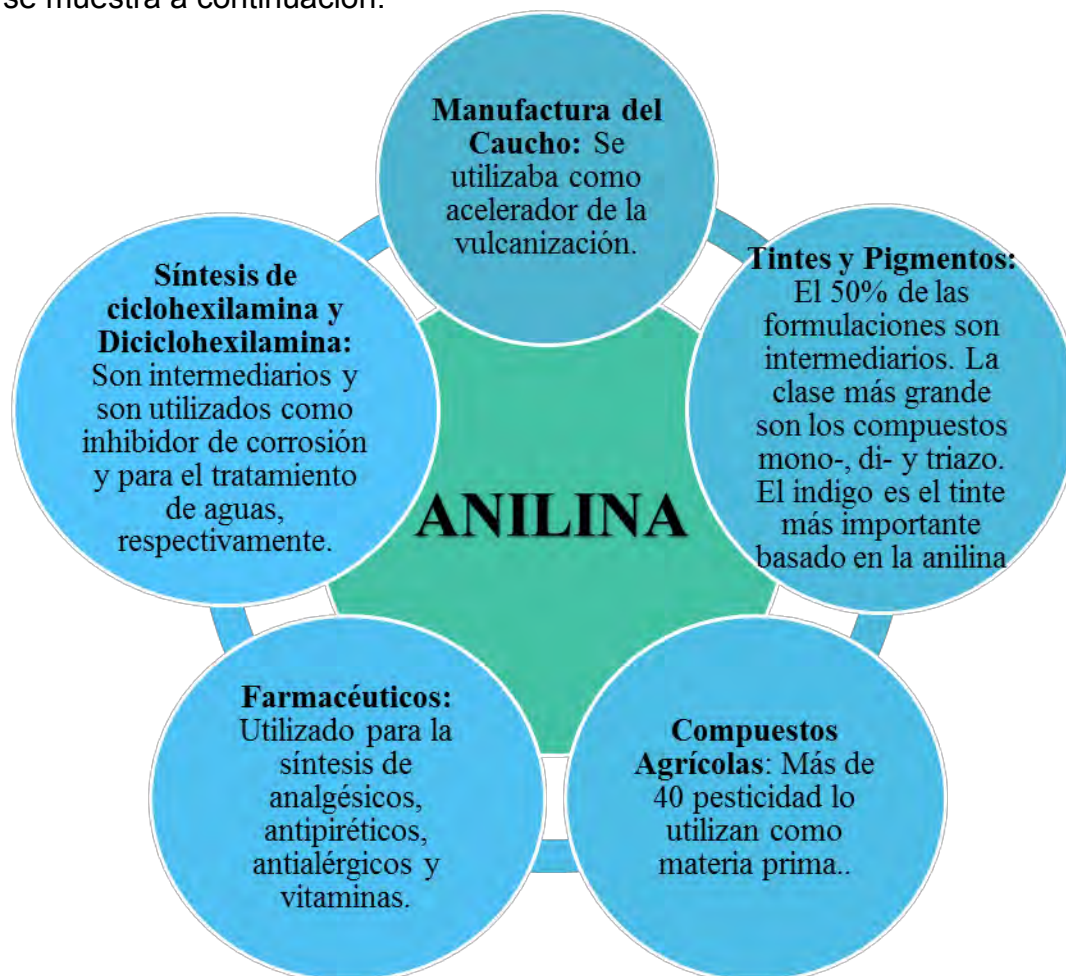 se muestra a continuación.
Manufactura del
Caucho: Se
utilizaba como
acelerador de la
vulcanización.
Tintes y Pigmentos:
El 50% de las
formulaciones son
intermediarios. La
clase más grande
son los compuestos
mono-, di- y triazo.
El indigo es el tinte
más importante
basado en la anilina
Compuestos
Agrícolas: Más de
40 pesticidad lo
utilizan como
materia prima..
Farmacéuticos:
Utilizado para la
síntesis de
analgésicos,
antipiréticos,
antialérgicos y
vitaminas.
Síntesis de
ciclohexilamina y
Diciclohexilamina:
Son intermediarios y
son utilizados como
inhibidor de corrosión
y para el tratamiento
de aguas,
respectivamente.
ANILINA